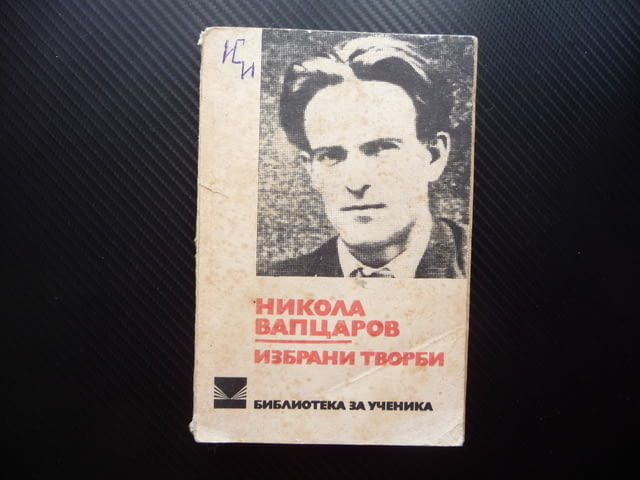 НИКОЛА
ВАПЦАРОВ
ИЗБРАНИ ТВОРБИ
БИБЛИОТЕКА ЗА УЧЕНИКА